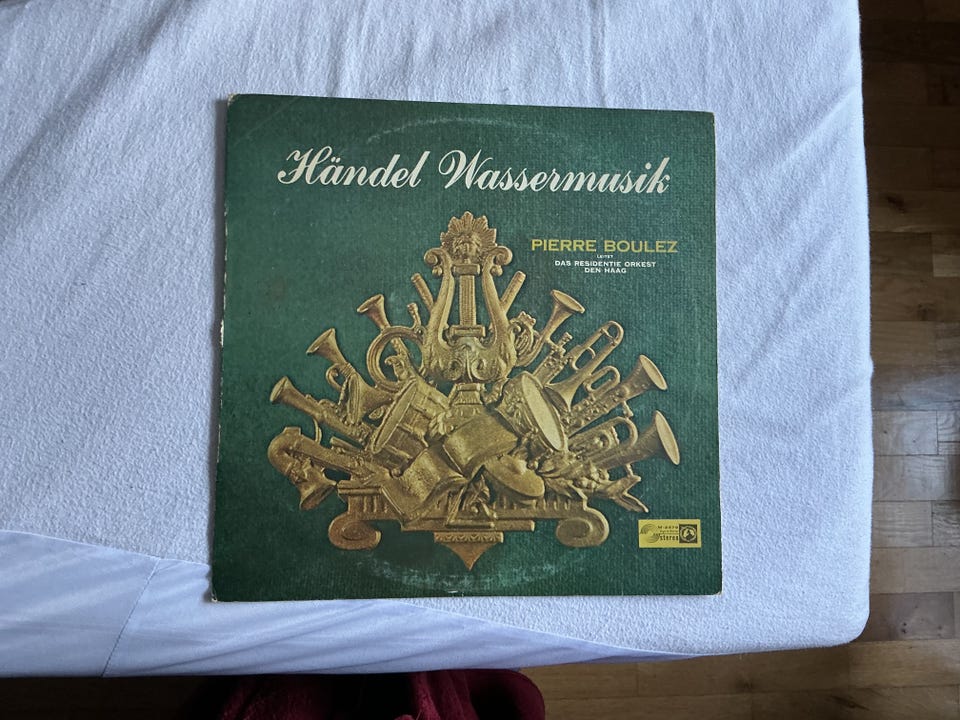 Händel Wassermusik
PIERRE BOULEZ
LEITET
DAS RESIDENTIE ORKEST
DEN HAAG
stereo